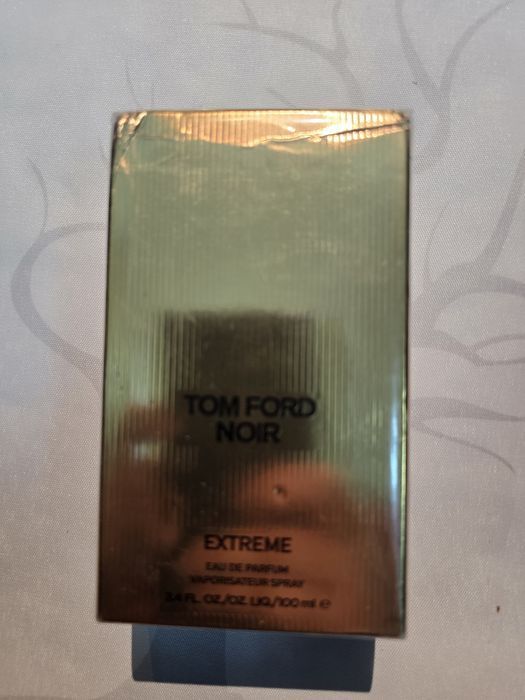 TOM FORD
NOIR
EXTREME
EAU DE PARFUM
VAPORISATEUR SPRAY
3.4 FL. OZ./OZ. LIQ./100 ml ℮